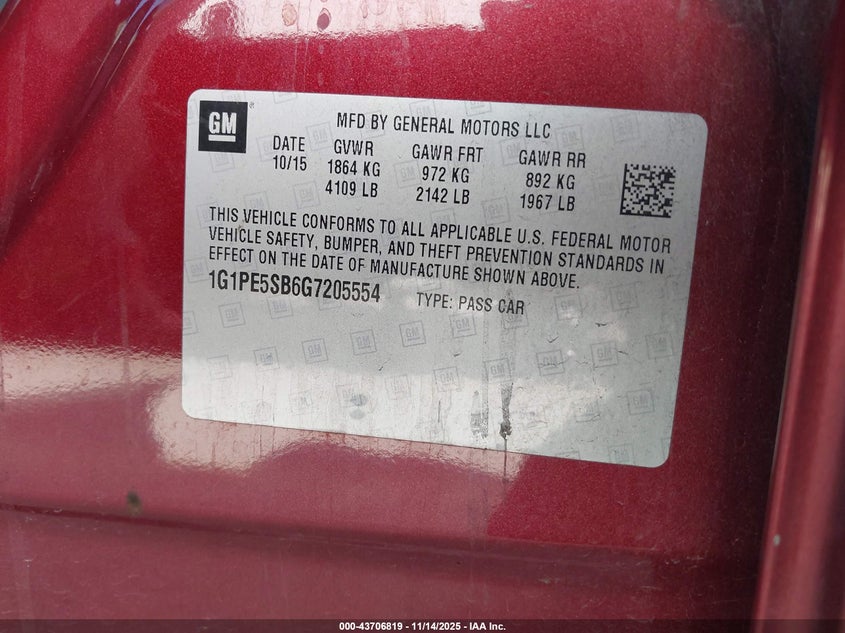 GM
MFD BY GENERAL MOTORS LLC
DATE GVWR GAWR FRT GAWR RR
10/15 1864 KG 972 KG 892 KG
4109 LB 2142 LB 1967 LB
THIS VEHICLE CONFORMS TO ALL APPLICABLE U.S. FEDERAL MOTOR
VEHICLE SAFETY, BUMPER, AND THEFT PREVENTION STANDARDS IN
EFFECT ON THE DATE OF MANUFACTURE SHOWN ABOVE.
1G1PE5SB6G7205554 TYPE: PASS CAR
000-43706819 - 11/14/2025 - IAA Inc.